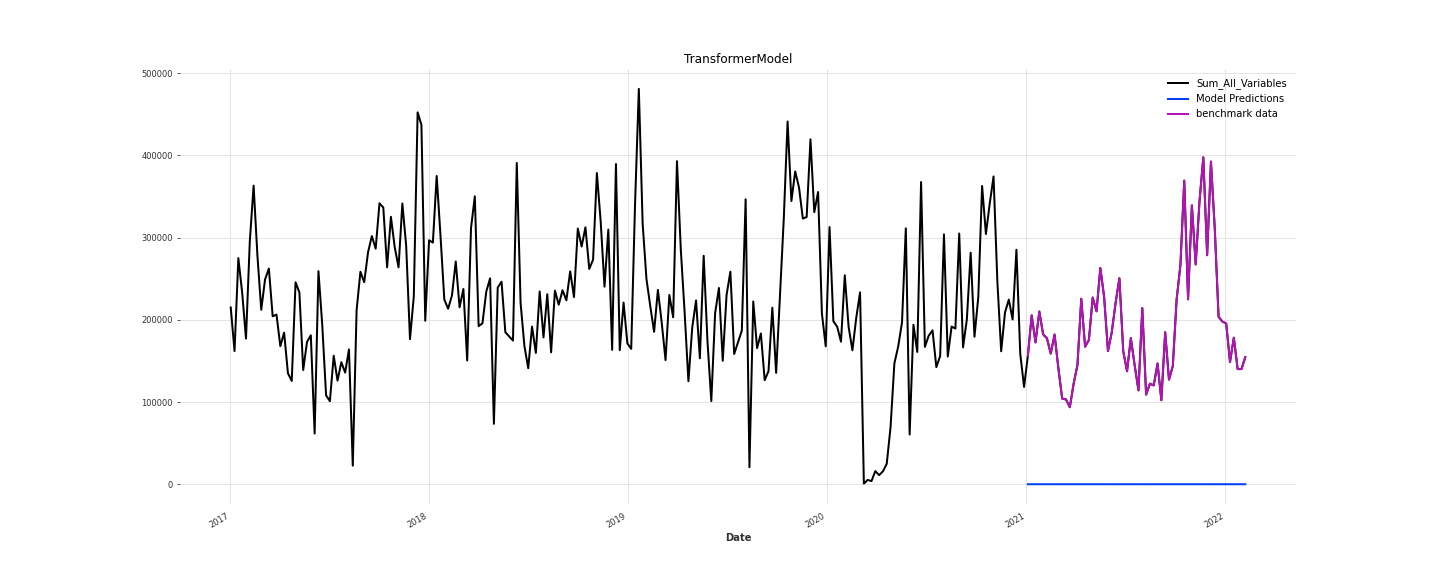 TransformerModel
500000
400000
300000
200000
100000
0
Sum_All_Variables
Model Predictions
benchmark data
2017
2018
2019
2020
2021
2022
Date